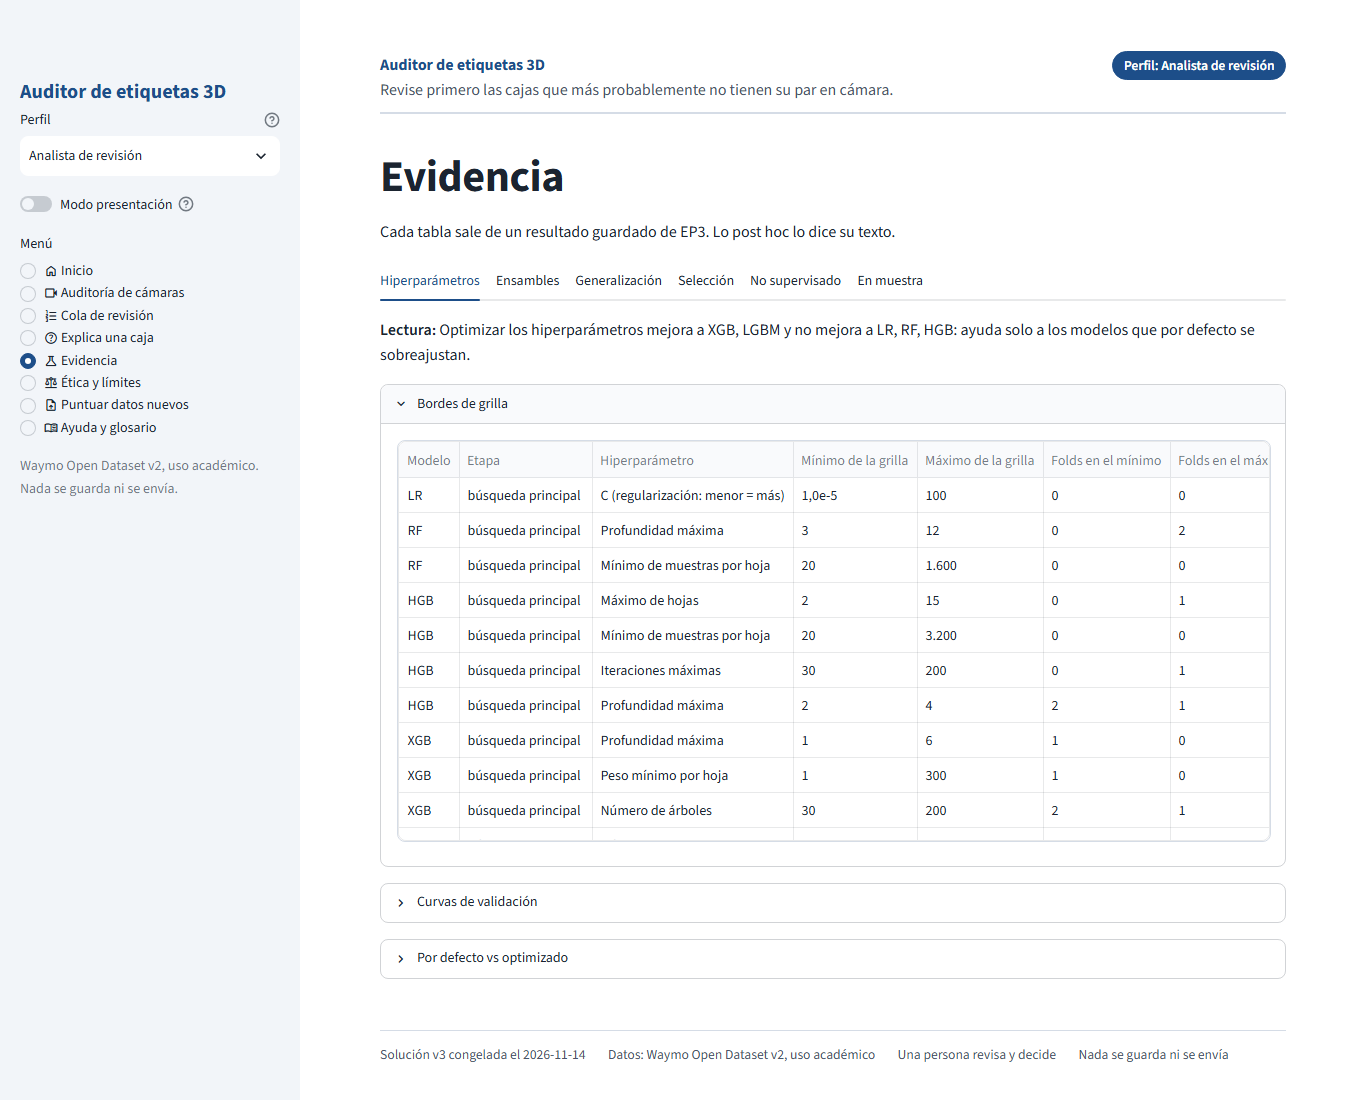 Auditor de etiquetas 3D
Perfil
Analista de revisión
Modo presentación
Menú
Inicio
Auditoría de cámaras
Cola de revisión
Explica una caja
Evidencia
Ética y límites
Puntuar datos nuevos
Ayuda y glosario
Waymo Open Dataset v2, uso académico.
Nada se guarda ni se envía.
Auditor de etiquetas 3D
Revise primero las cajas que más probablemente no tienen su par en cámara.
Perfil: Analista de revisión
Evidencia
Cada tabla sale de un resultado guardado de EP3. Lo post hoc lo dice su texto.
Hiperparámetros Ensambles Generalización Selección No supervisado En muestra
Lectura: Optimizar los hiperparámetros mejora a XGB, LGBM y no mejora a LR, RF, HGB: ayuda solo a los modelos que por defecto se
sobreajustan.
Bordes de grilla
Modelo Etapa Hiperparámetro Mínimo de la grilla Máximo de la grilla Folds en el mínimo Folds en el máx
LR búsqueda principal C (regularización: menor = más) 1,0e-5 100 0 0
RF búsqueda principal Profundidad máxima 3 12 0 2
RF búsqueda principal Mínimo de muestras por hoja 20 1.600 0 0
HGB búsqueda principal Máximo de hojas 2 15 0 1
HGB búsqueda principal Mínimo de muestras por hoja 20 3.200 0 0
HGB búsqueda principal Iteraciones máximas 30 200 0 1
HGB búsqueda principal Profundidad máxima 2 4 2 1
XGB búsqueda principal Profundidad máxima 1 6 1 0
XGB búsqueda principal Peso mínimo por hoja 1 300 1 0
XGB búsqueda principal Número de árboles 30 200 2 1
Curvas de validación
Por defecto vs optimizado
Solución v3 congelada el 2026-11-14 Datos: Waymo Open Dataset v2, uso académico Una persona revisa y decide Nada se guarda ni se envía